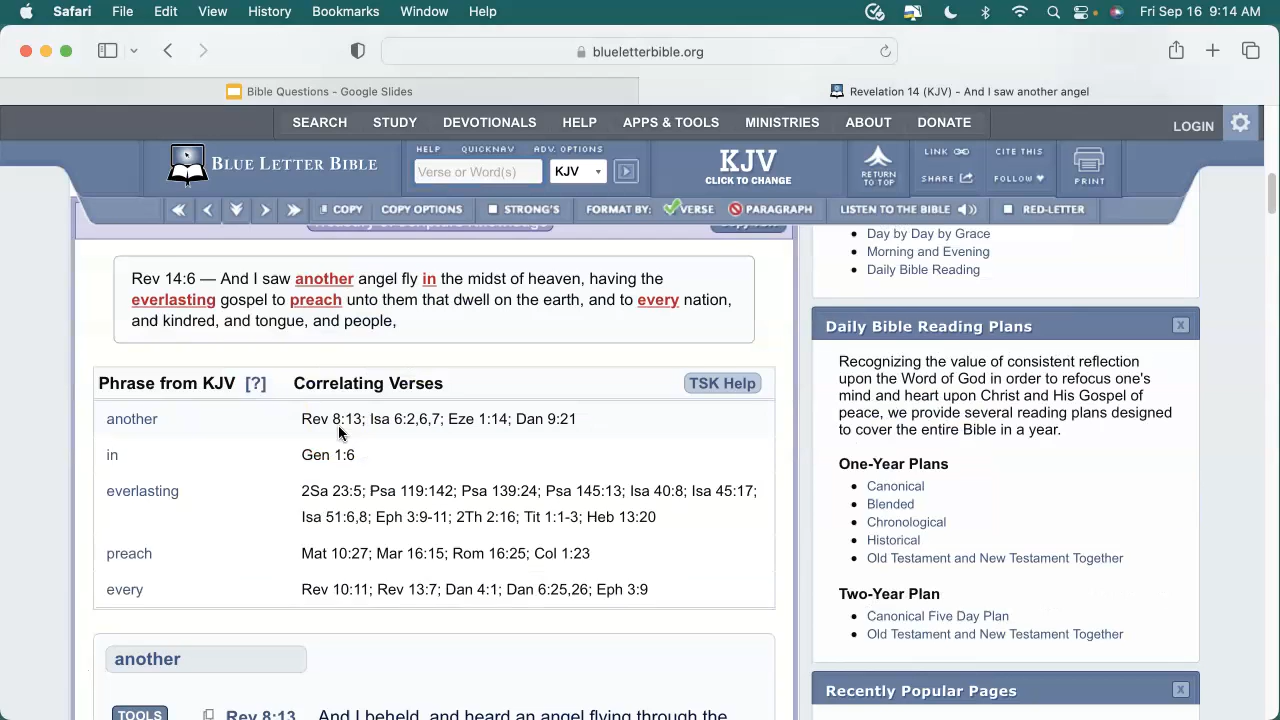 Safari File Edit View History Bookmarks Window Help Fri Sep 16 9:14 AM
blueletterbible.org
Bible Questions - Google Slides
Revelation 14 (KJV) - And I saw another angel
SEARCH STUDY DEVOTIONALS HELP APPS & TOOLS MINISTRIES ABOUT DONATE LOGIN
BLUE LETTER BIBLE
HELP QUICKNAV ADV. OPTIONS
Verse or Word(s) KJV
KJV
CLICK TO CHANGE
RETURN
TO TOP
LINK CITE THIS
SHARE FOLLOW
PRINT
COPY COPY OPTIONS STRONG'S FORMAT BY: VERSE PARAGRAPH LISTEN TO THE BIBLE RED-LETTER
Rev 14:6 — And I saw another angel fly in the midst of heaven, having the
everlasting gospel to preach unto them that dwell on the earth, and to every nation,
and kindred, and tongue, and people,
Phrase from KJV [?] Correlating Verses TSK Help
another Rev 8:13; Isa 6:2,6,7; Eze 1:14; Dan 9:21
in Gen 1:6
everlasting 2Sa 23:5; Psa 119:142; Psa 139:24; Psa 145:13; Isa 40:8; Isa 45:17;
Isa 51:6,8; Eph 3:9-11; 2Th 2:16; Tit 1:1-3; Heb 13:20
preach Mat 10:27; Mar 16:15; Rom 16:25; Col 1:23
every Rev 10:11; Rev 13:7; Dan 4:1; Dan 6:25,26; Eph 3:9
another
TOOLS Rev 8:13 And I beheld, and heard an angel flying through the
Day by Day by Grace
Morning and Evening
Daily Bible Reading
Daily Bible Reading Plans X
Recognizing the value of consistent reflection
upon the Word of God in order to refocus one's
mind and heart upon Christ and His Gospel of
peace, we provide several reading plans designed
to cover the entire Bible in a year.
One-Year Plans
Canonical
Blended
Chronological
Historical
Old Testament and New Testament Together
Two-Year Plan
Canonical Five Day Plan
Old Testament and New Testament Together
Recently Popular Pages X